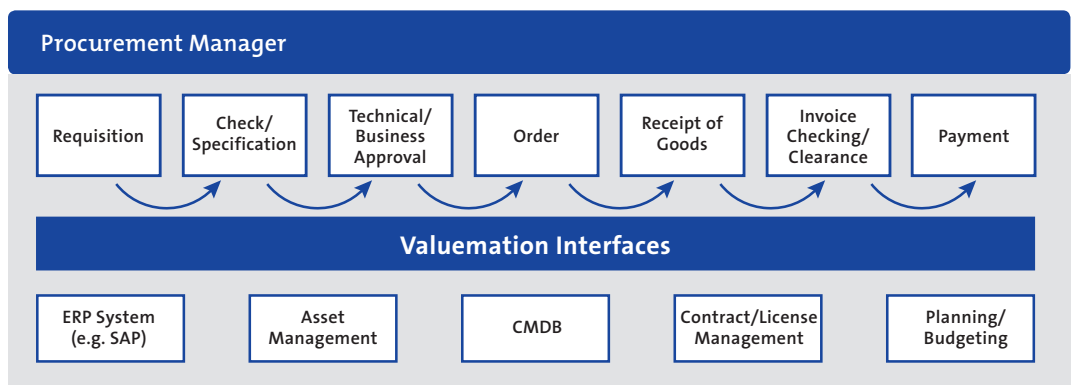 Procurement Manager
Requisition
Check/
Specification
Technical/
Business
Approval
Order
Receipt of
Goods
Invoice
Checking/
Clearance
Payment
Valuemation Interfaces
ERP System
(e.g. SAP)
Asset
Management
CMDB
Contract/License
Management
Planning/
Budgeting